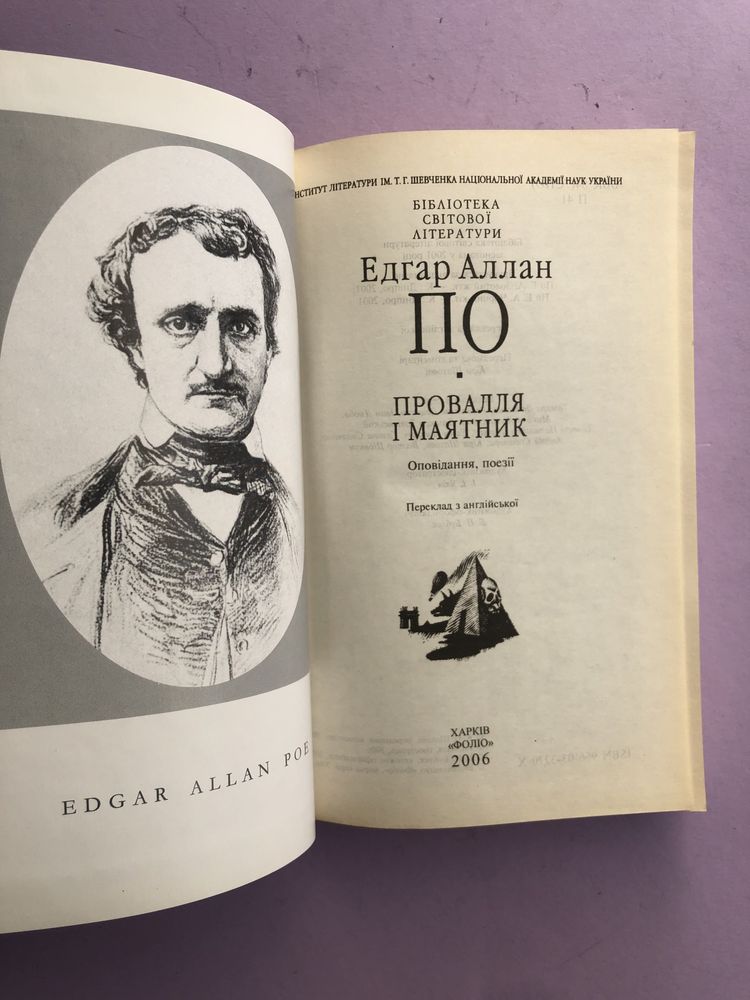 EDGAR ALLAN POE
НСТИТУТ ЛІТЕРАТУРИ ІМ. Т. Г. ШЕВЧЕНКА НАЦІОНАЛЬНОЇ АКАДЕМІЇ НАУК УКРАЇНИ
БІБЛІОТЕКА
СВІТОВОЇ
ЛІТЕРАТУРИ
Едгар Аллан
ПО
ПРОВАЛЛЯ
І МАЯТНИК
Оповідання, поезії
Переклад з англійської
ХАРКІВ
«ФОЛІО»
2006